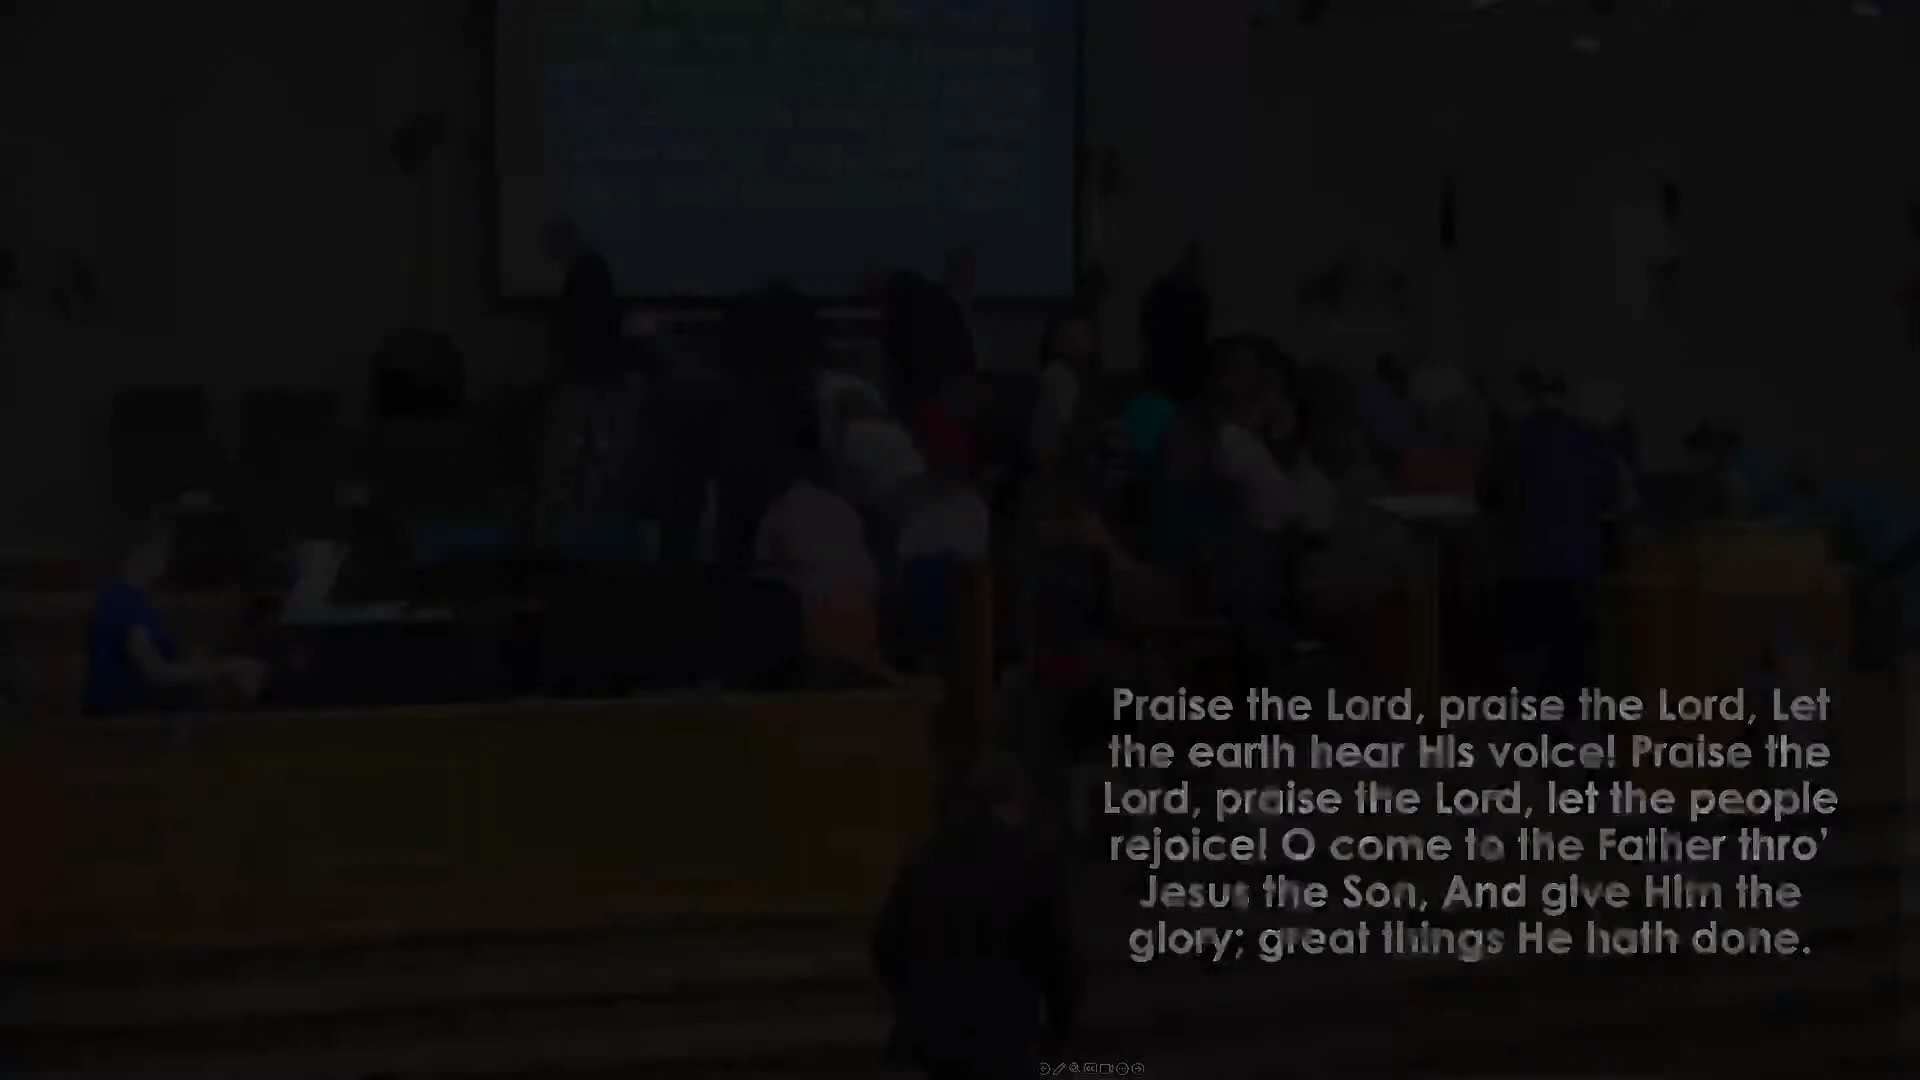 Praise the Lord, praise the Lord, Let
the earth hear His voice! Praise the
Lord, praise the Lord, let the people
rejoice! O come to the Father thro’
Jesus the Son, And give Him the
glory; great things He hath done.